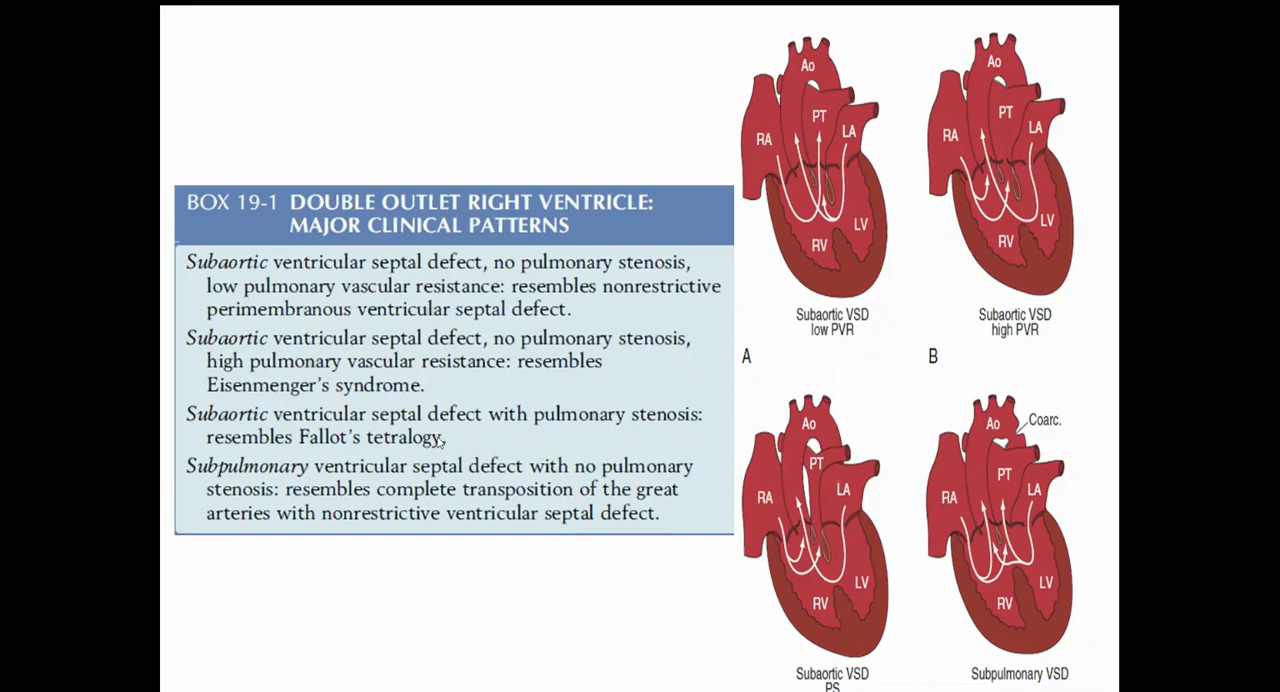 BOX 19-1 DOUBLE OUTLET RIGHT VENTRICLE:
MAJOR CLINICAL PATTERNS
Subaortic ventricular septal defect, no pulmonary stenosis,
low pulmonary vascular resistance: resembles nonrestrictive
perimembranous ventricular septal defect.
Subaortic ventricular septal defect, no pulmonary stenosis,
high pulmonary vascular resistance: resembles
Eisenmenger's syndrome.
Subaortic ventricular septal defect with pulmonary stenosis:
resembles Fallot's tetralogy.
Subpulmonary ventricular septal defect with no pulmonary
stenosis: resembles complete transposition of the great
arteries with nonrestrictive ventricular septal defect.
Ao
PT
RA
LA
LV
RV
Subaortic VSD
low PVR
A
Ao
PT
RA
LA
LV
RV
Subaortic VSD
high PVR
B
Ao
PT
RA
LA
LV
RV
Subaortic VSD
PS
Ao
Coarc.
PT
RA
LA
LV
RV
Subpulmonary VSD